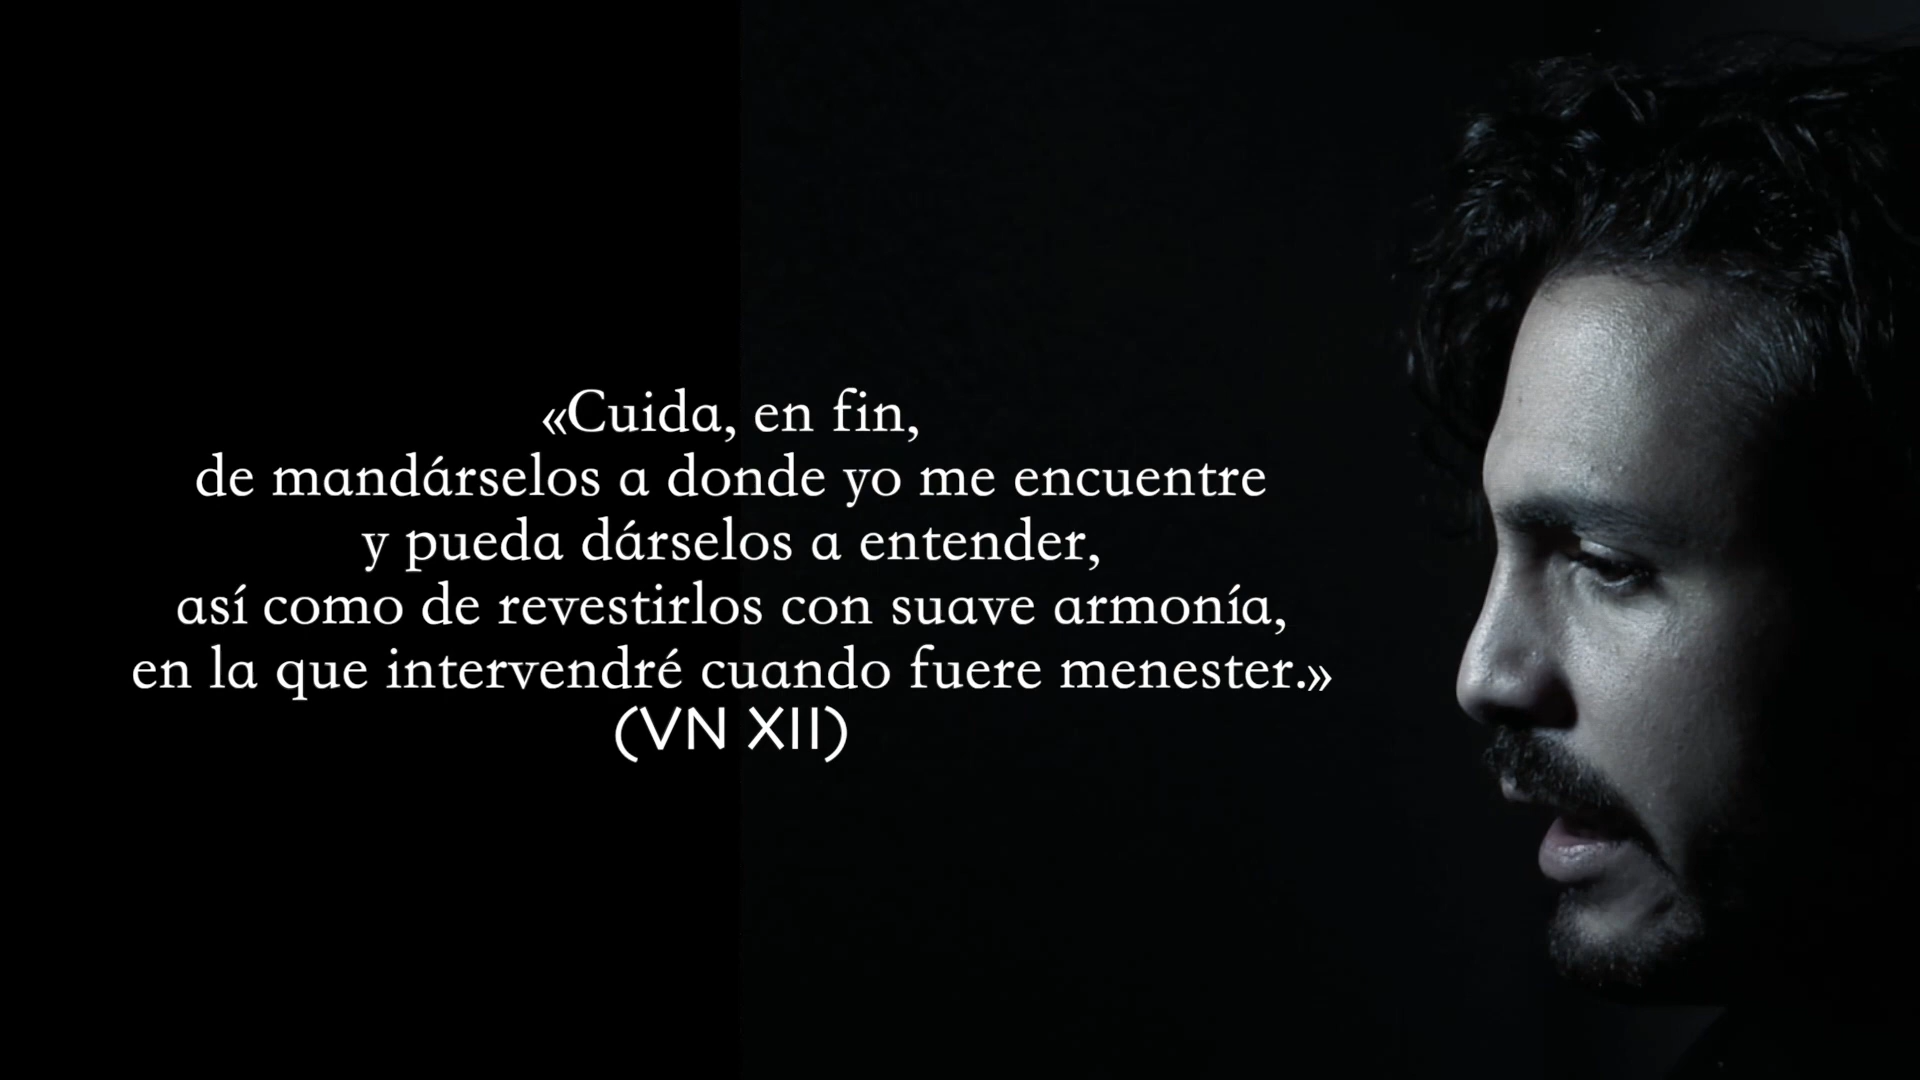 «Cuida, en fin,
de mandárselos a donde yo me encuentre
y pueda dárselos a entender,
así como de revestirlos con suave armonía,
en la que intervendré cuando fuere menester.»
(VN XII)